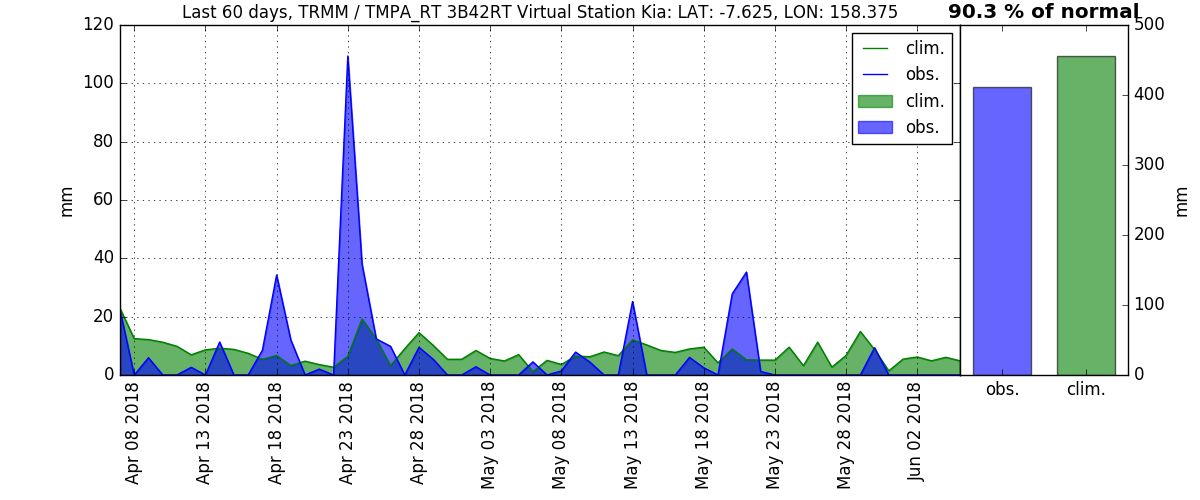 Last 60 days, TRMM / TMPA_RT 3B42RT Virtual Station Kia: LAT: -7.625, LON: 158.375
90.3 % of normal
120
100
80
60
40
20
0
mm
clim.
obs.
clim.
obs.
500
400
300
200
100
0
mm
obs.
clim.
Apr 08 2018
Apr 13 2018
Apr 18 2018
Apr 23 2018
Apr 28 2018
May 03 2018
May 08 2018
May 13 2018
May 18 2018
May 23 2018
May 28 2018
Jun 02 2018